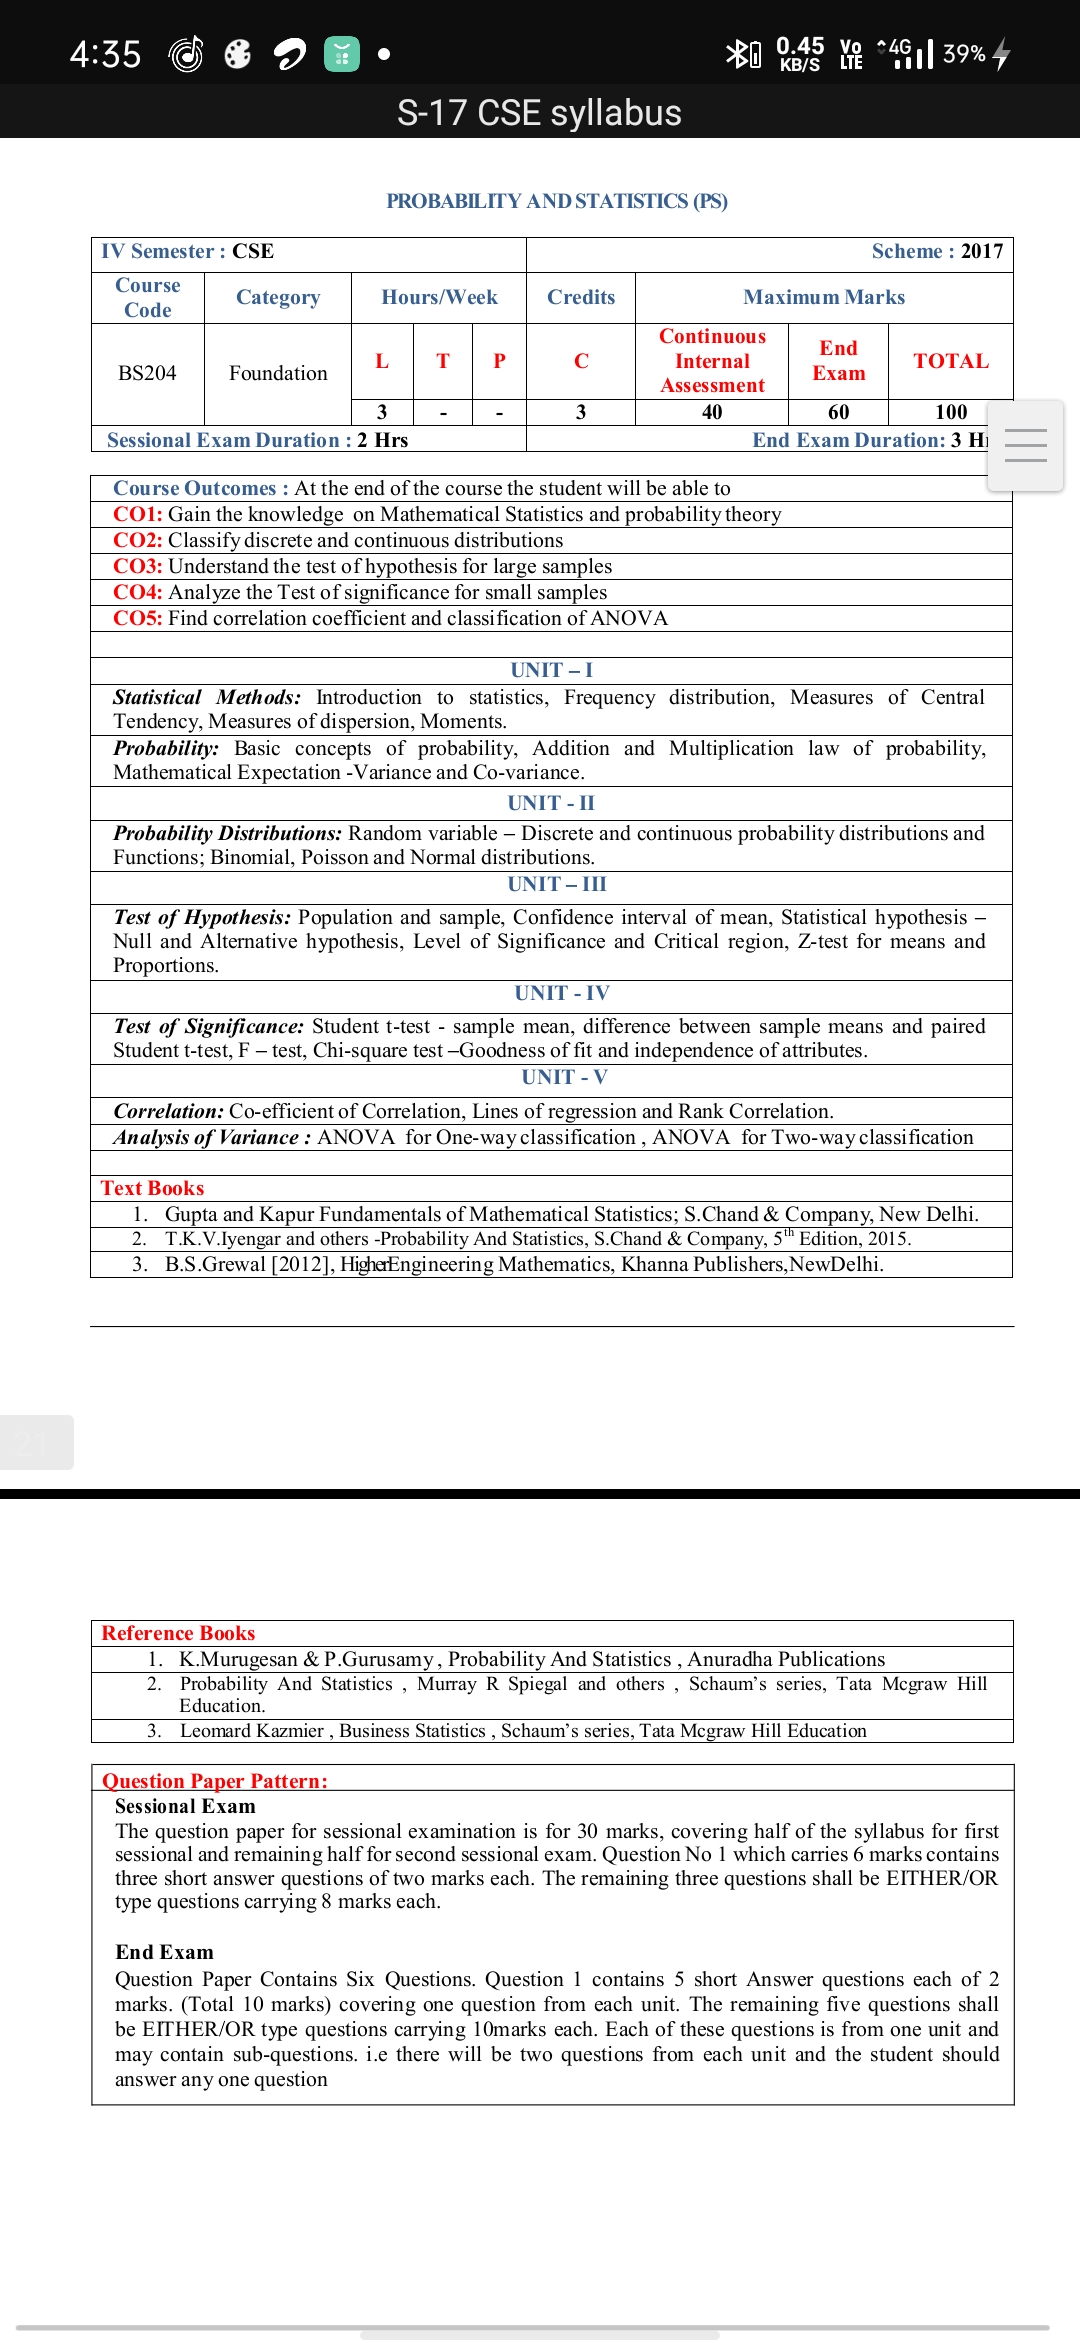 4:35
0.45 KB/S
Vo LTE
4G
39%
S-17 CSE syllabus
PROBABILITY AND STATISTICS (PS)
IV Semester : CSE
Scheme : 2017
Course Code
Category
Hours/Week
Credits
Maximum Marks
BS204
Foundation
L
T
P
C
Continuous Internal Assessment
End Exam
TOTAL
3
-
-
3
40
60
100
Sessional Exam Duration : 2 Hrs
End Exam Duration: 3
Course Outcomes : At the end of the course the student will be able to
CO1: Gain the knowledge on Mathematical Statistics and probability theory
CO2: Classify discrete and continuous distributions
CO3: Understand the test of hypothesis for large samples
CO4: Analyze the Test of significance for small samples
CO5: Find correlation coefficient and classification of ANOVA
UNIT – I
Statistical Methods: Introduction to statistics, Frequency distribution, Measures of Central
Tendency, Measures of dispersion, Moments.
Probability: Basic concepts of probability, Addition and Multiplication law of probability,
Mathematical Expectation -Variance and Co-variance.
UNIT - II
Probability Distributions: Random variable – Discrete and continuous probability distributions and
Functions; Binomial, Poisson and Normal distributions.
UNIT – III
Test of Hypothesis: Population and sample, Confidence interval of mean, Statistical hypothesis –
Null and Alternative hypothesis, Level of Significance and Critical region, Z-test for means and
Proportions.
UNIT - IV
Test of Significance: Student t-test - sample mean, difference between sample means and paired
Student t-test, F – test, Chi-square test –Goodness of fit and independence of attributes.
UNIT - V
Correlation: Co-efficient of Correlation, Lines of regression and Rank Correlation.
Analysis of Variance : ANOVA for One-way classification , ANOVA for Two-way classification
Text Books
1. Gupta and Kapur Fundamentals of Mathematical Statistics; S.Chand & Company, New Delhi.
2. T.K.V.Iyengar and others -Probability And Statistics, S.Chand & Company, 5th Edition, 2015.
3. B.S.Grewal [2012], HigherEngineering Mathematics, Khanna Publishers,NewDelhi.
21
Reference Books
1. K.Murugesan & P.Gurusamy , Probability And Statistics , Anuradha Publications
2. Probability And Statistics , Murray R Spiegal and others , Schaum's series, Tata Mcgraw Hill
Education.
3. Leomard Kazmier , Business Statistics , Schaum's series, Tata Mcgraw Hill Education
Question Paper Pattern:
Sessional Exam
The question paper for sessional examination is for 30 marks, covering half of the syllabus for first
sessional and remaining half for second sessional exam. Question No 1 which carries 6 marks contains
three short answer questions of two marks each. The remaining three questions shall be EITHER/OR
type questions carrying 8 marks each.
End Exam
Question Paper Contains Six Questions. Question 1 contains 5 short Answer questions each of 2
marks. (Total 10 marks) covering one question from each unit. The remaining five questions shall
be EITHER/OR type questions carrying 10marks each. Each of these questions is from one unit and
may contain sub-questions. i.e there will be two questions from each unit and the student should
answer any one question